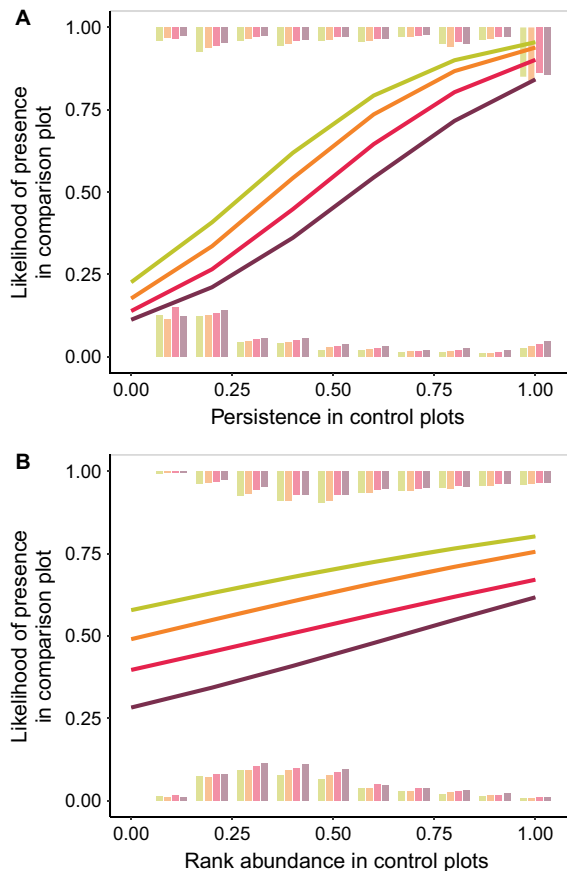 A
1.00
0.75
0.50
0.25
0.00
Likelihood of presence
in comparison plot
0.00 0.25 0.50 0.75 1.00
Persistence in control plots
B
1.00
0.75
0.50
0.25
0.00
Likelihood of presence
in comparison plot
0.00 0.25 0.50 0.75 1.00
Rank abundance in control plots